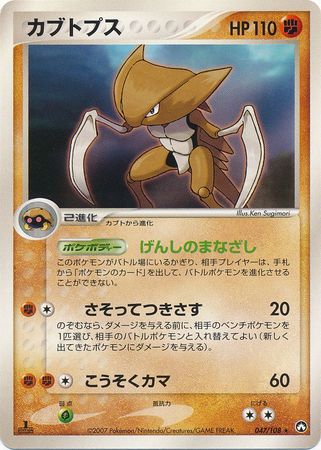 カブトプス HP110
Illus.Ken Sugimori
2進化 カブトから進化
ポケボディー げんしのまなざし
このポケモンがバトル場にいるかぎり、相手プレイヤーは、手札
から「ポケモンのカード」を出して、バトルポケモンを進化させる
ことができない。
さそってつきさす 20
のぞむなら、ダメージを与える前に、相手のベンチポケモンを
1匹選び、相手のバトルポケモンと入れ替えてよい(新しく出
てきたバトルポケモンにダメージを与える)。
こうそくカマ 60
弱点 抵抗力 にげる
©2007 Pokémon/Nintendo/Creatures/GAME FREAK. 047/108 ★